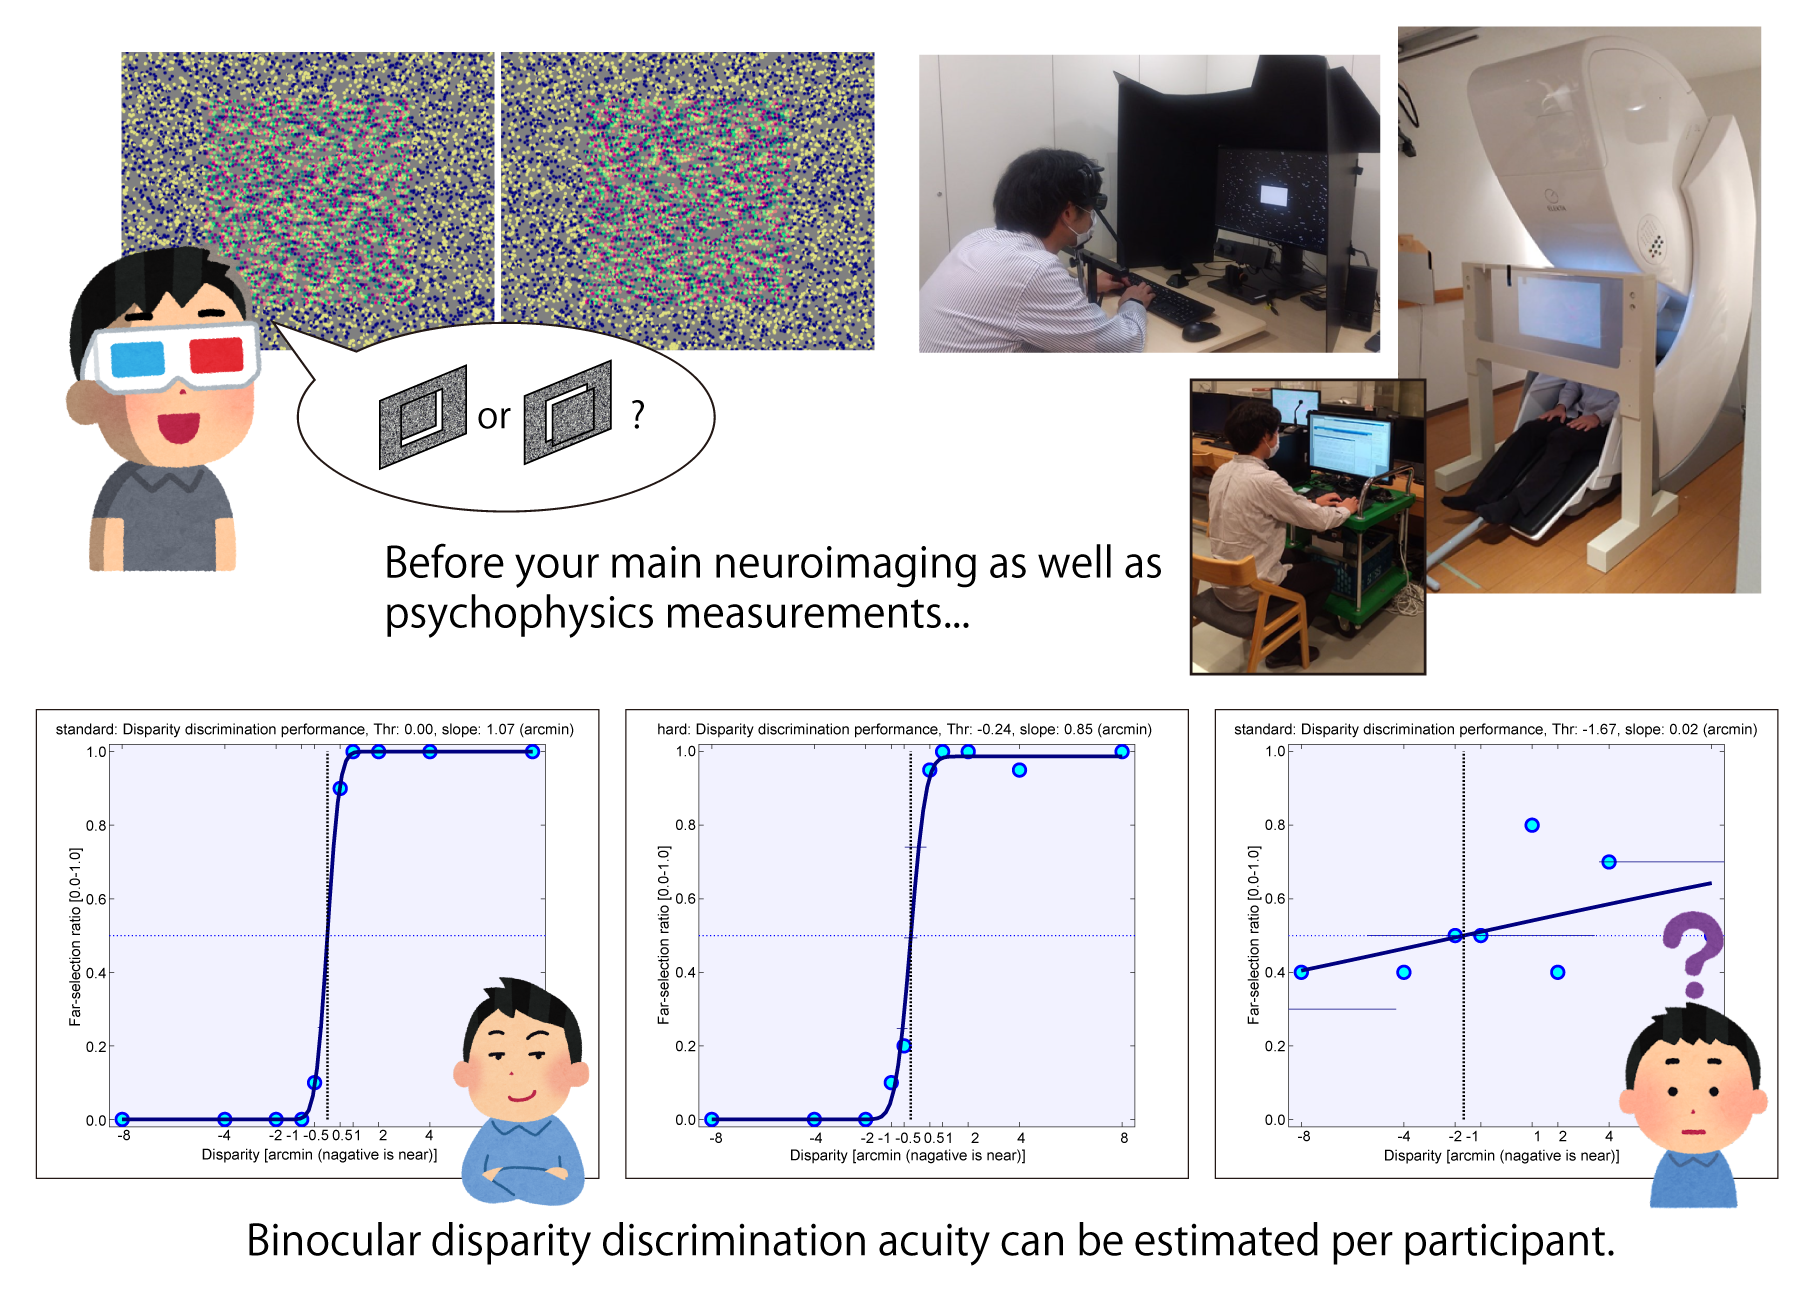 or
?
Before your main neuroimaging as well as
psychophysics measurements...
standard: Disparity discrimination performance, Thr: 0.00, slope: 1.07 (arcmin)
Far-selection ratio [0.0-1.0]
1.0
0.8
0.6
0.4
0.2
0.0
-8 -4 -2 -1 -0.5 0.51 2 4
Disparity [arcmin (nagative is near)]
hard: Disparity discrimination performance, Thr: -0.24, slope: 0.85 (arcmin)
Far-selection ratio [0.0-1.0]
1.0
0.8
0.6
0.4
0.2
0.0
-8 -4 -2 -1 -0.5 0.51 2 4 8
Disparity [arcmin (nagative is near)]
standard: Disparity discrimination performance, Thr: -1.67, slope: 0.02 (arcmin)
Far-selection ratio [0.0-1.0]
1.0
0.8
0.6
0.4
0.2
0.0
-8 -4 -2 -1 1 2 4
Disparity [arcmin (nagative is near)]
?
Binocular disparity discrimination acuity can be estimated per participant.